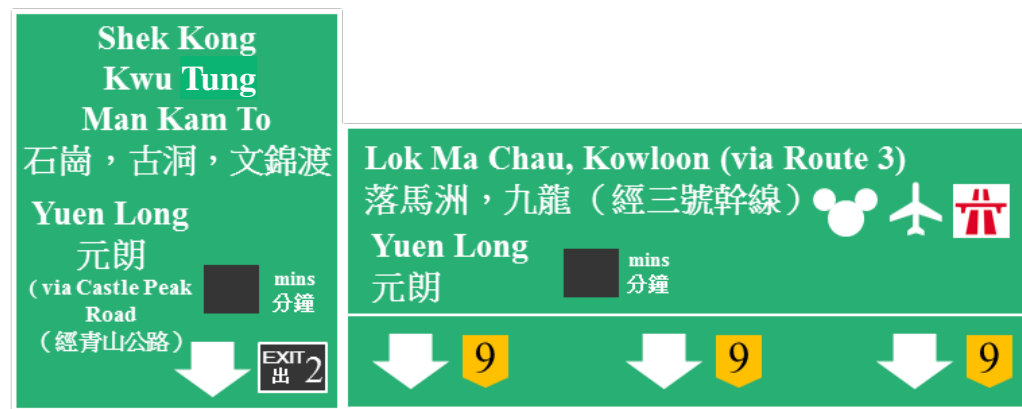 Shek Kong
Kwu Tung
Man Kam To
石崗，古洞，文錦渡
Yuen Long
元朗
( via Castle Peak
Road
（經青山公路）
mins
分鐘
EXIT
出 2
Lok Ma Chau, Kowloon (via Route 3)
落馬洲，九龍（經三號幹線）
Yuen Long
元朗
mins
分鐘
9
9
9